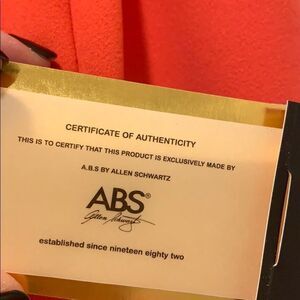 CERTIFICATE OF AUTHENTICITY
THIS IS TO CERTIFY THAT THIS PRODUCT IS EXCLUSIVELY MADE BY
A.B.S BY ALLEN SCHWARTZ
ABS®
Allen Schwartz
established since nineteen eighty two